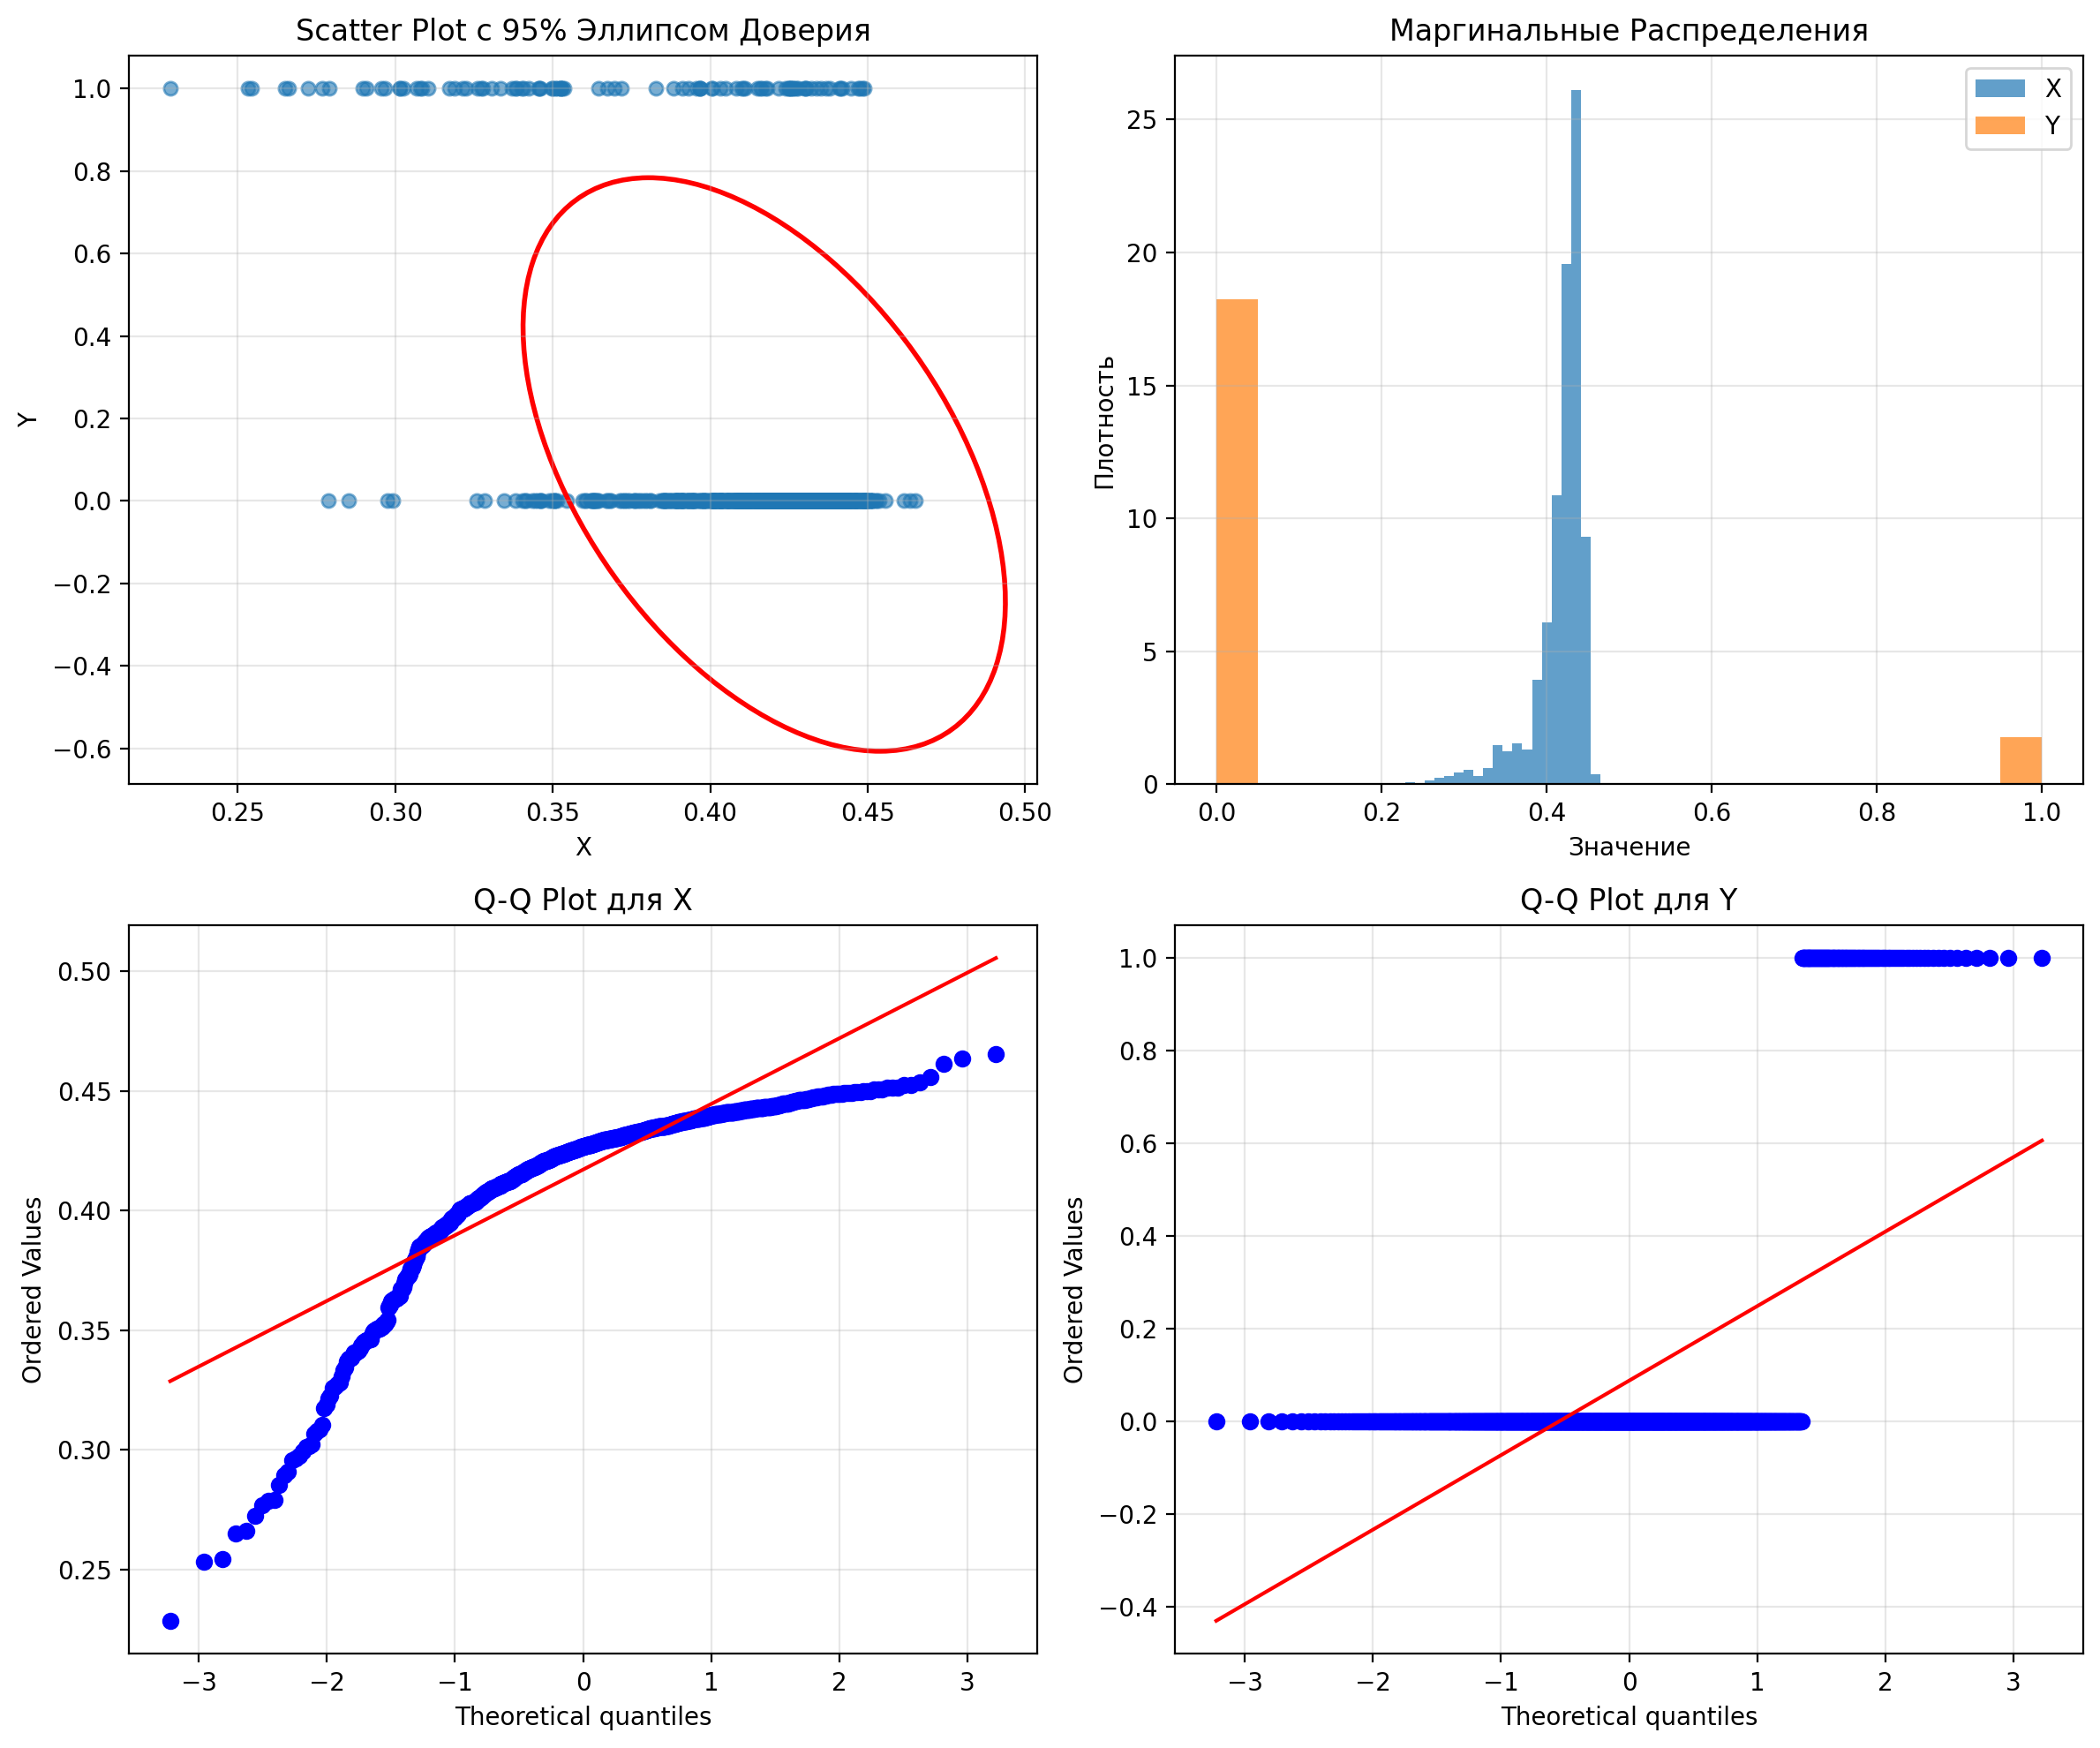 Scatter Plot с 95% Эллипсом Доверия
1.0
0.8
0.6
0.4
0.2
0.0
−0.2
−0.4
−0.6
Y
0.25 0.30 0.35 0.40 0.45 0.50
X
Маргинальные Распределения
X
Y
25
20
15
10
5
0
Плотность
0.0 0.2 0.4 0.6 0.8 1.0
Значение
Q-Q Plot для X
0.50
0.45
0.40
0.35
0.30
0.25
Ordered Values
−3 −2 −1 0 1 2 3
Theoretical quantiles
Q-Q Plot для Y
1.0
0.8
0.6
0.4
0.2
0.0
−0.2
−0.4
Ordered Values
−3 −2 −1 0 1 2 3
Theoretical quantiles